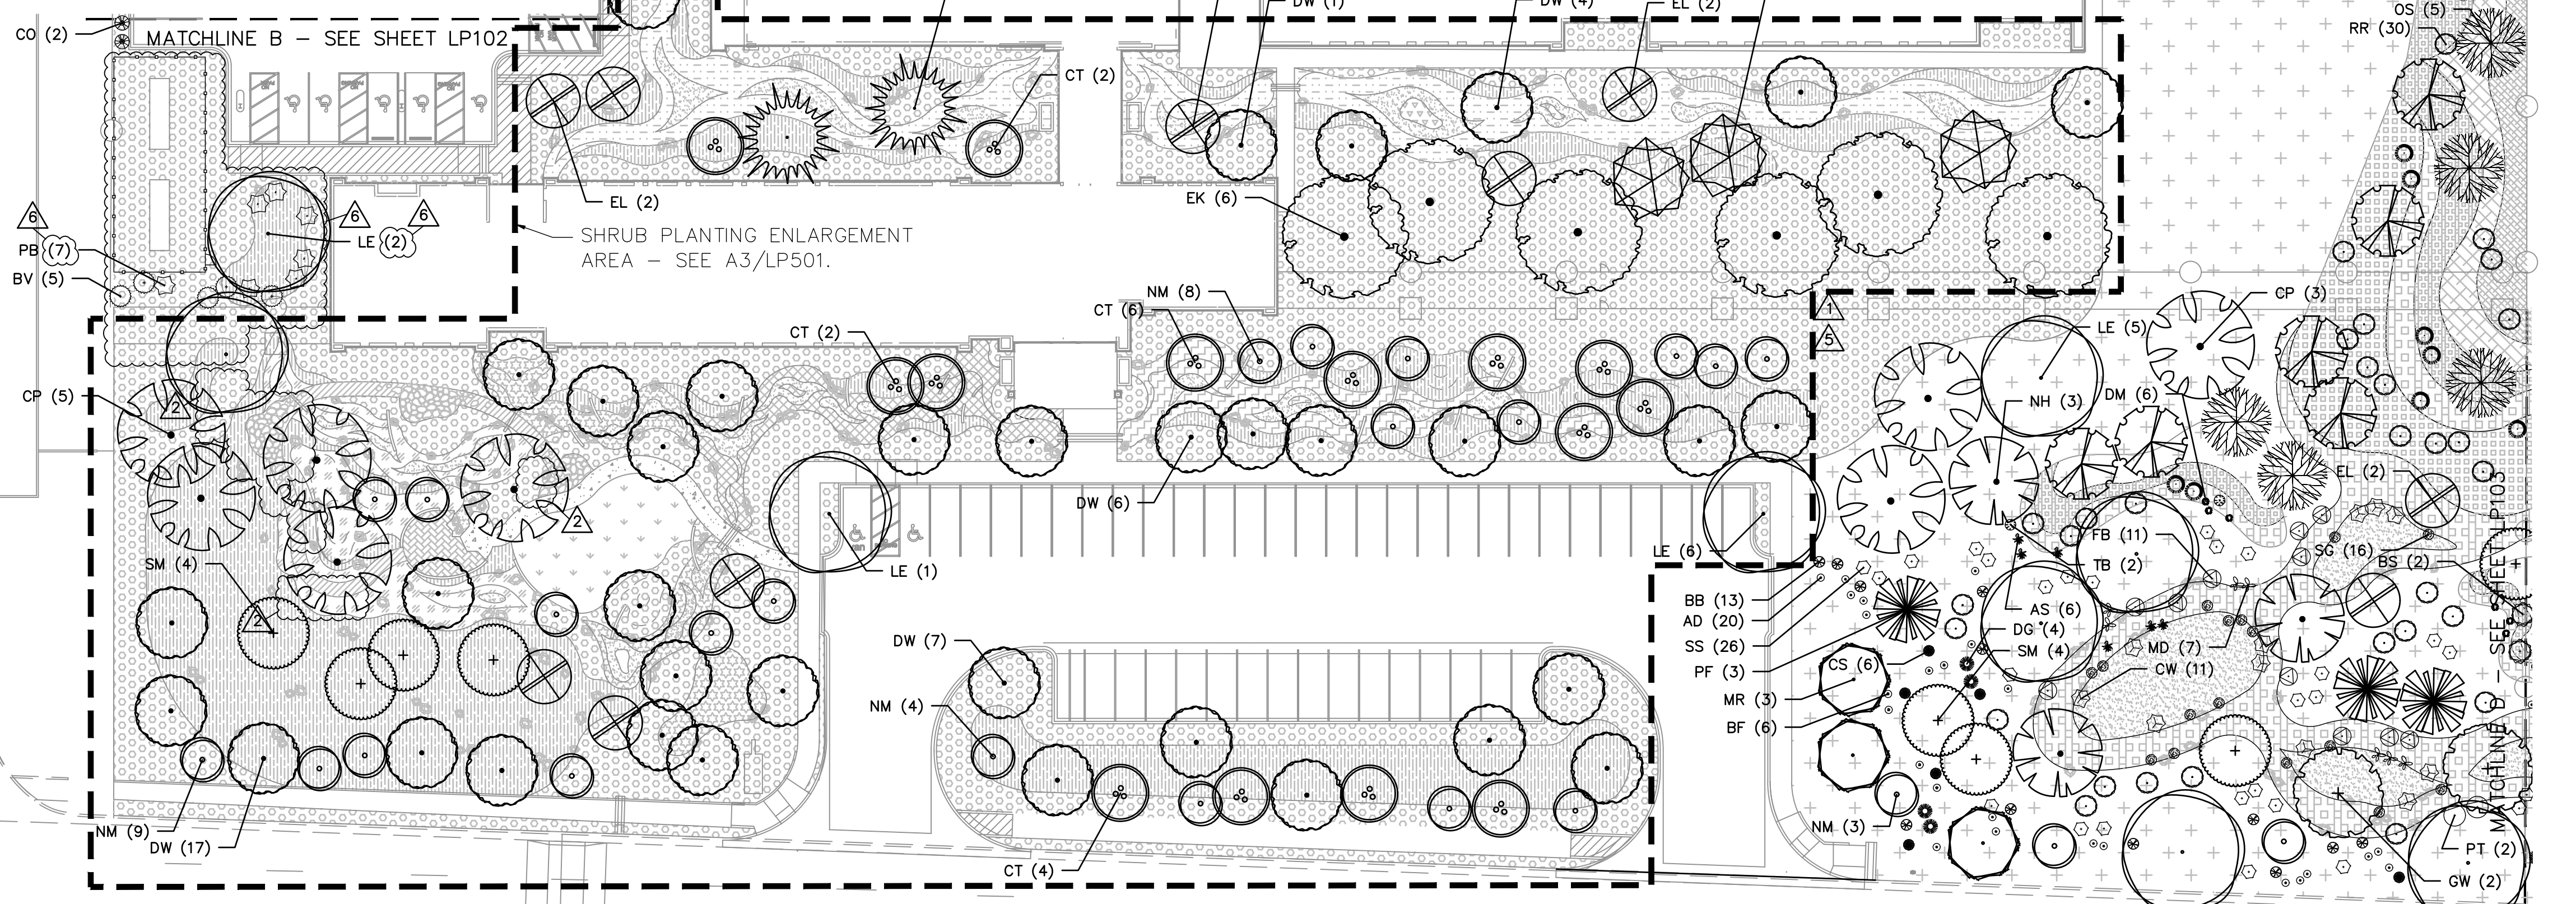 DW (1)
DW (4)
EL (2)
OS (5)
RR (30)
CO (2)
MATCHLINE B – SEE SHEET LP102
CT (2)
EL (2)
EK (6)
SHRUB PLANTING ENLARGEMENT
AREA – SEE A3/LP501.
6
6
6
LE (2)
PB (7)
BV (5)
NM (8)
CT (6)
CT (2)
1
5
CP (3)
LE (5)
CP (5)
2
NH (3)
DM (6)
EL (2)
DW (6)
2
LE (6)
FB (11)
SG (16)
BS (2)
TB (2)
SM (4)
LE (1)
2
BB (13)
AD (20)
SS (26)
PF (3)
MR (3)
BF (6)
AS (6)
DG (4)
SM (4)
CS (6)
MD (7)
CW (11)
DW (7)
NM (4)
NM (9)
DW (17)
CT (4)
NM (3)
PT (2)
GW (2)
MATCHLINE B – SEE SHEET LP103